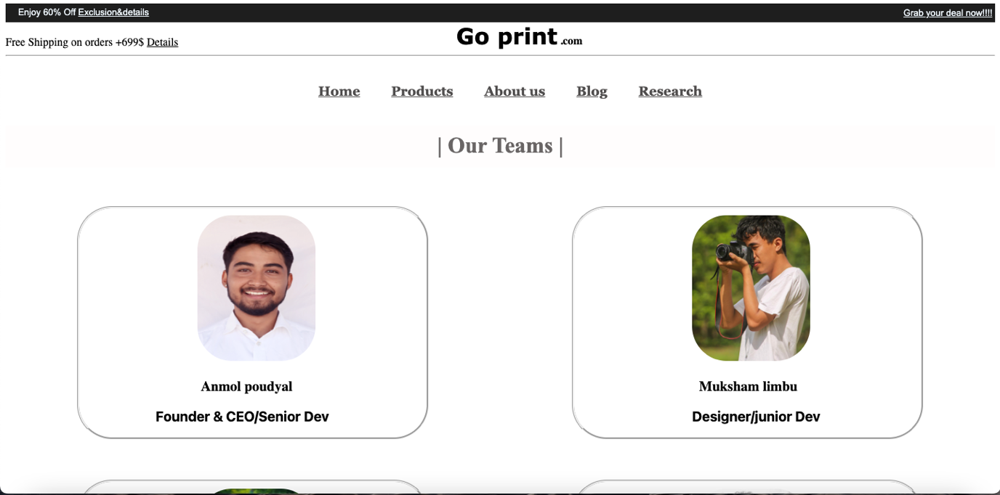 Enjoy 60% Off Exclusion&details
Grab your deal now!!!!
Free Shipping on orders +699$ Details
Go print .com
Home Products About us Blog Research
| Our Teams |
Anmol poudyal
Founder & CEO/Senior Dev
Muksham limbu
Designer/junior Dev